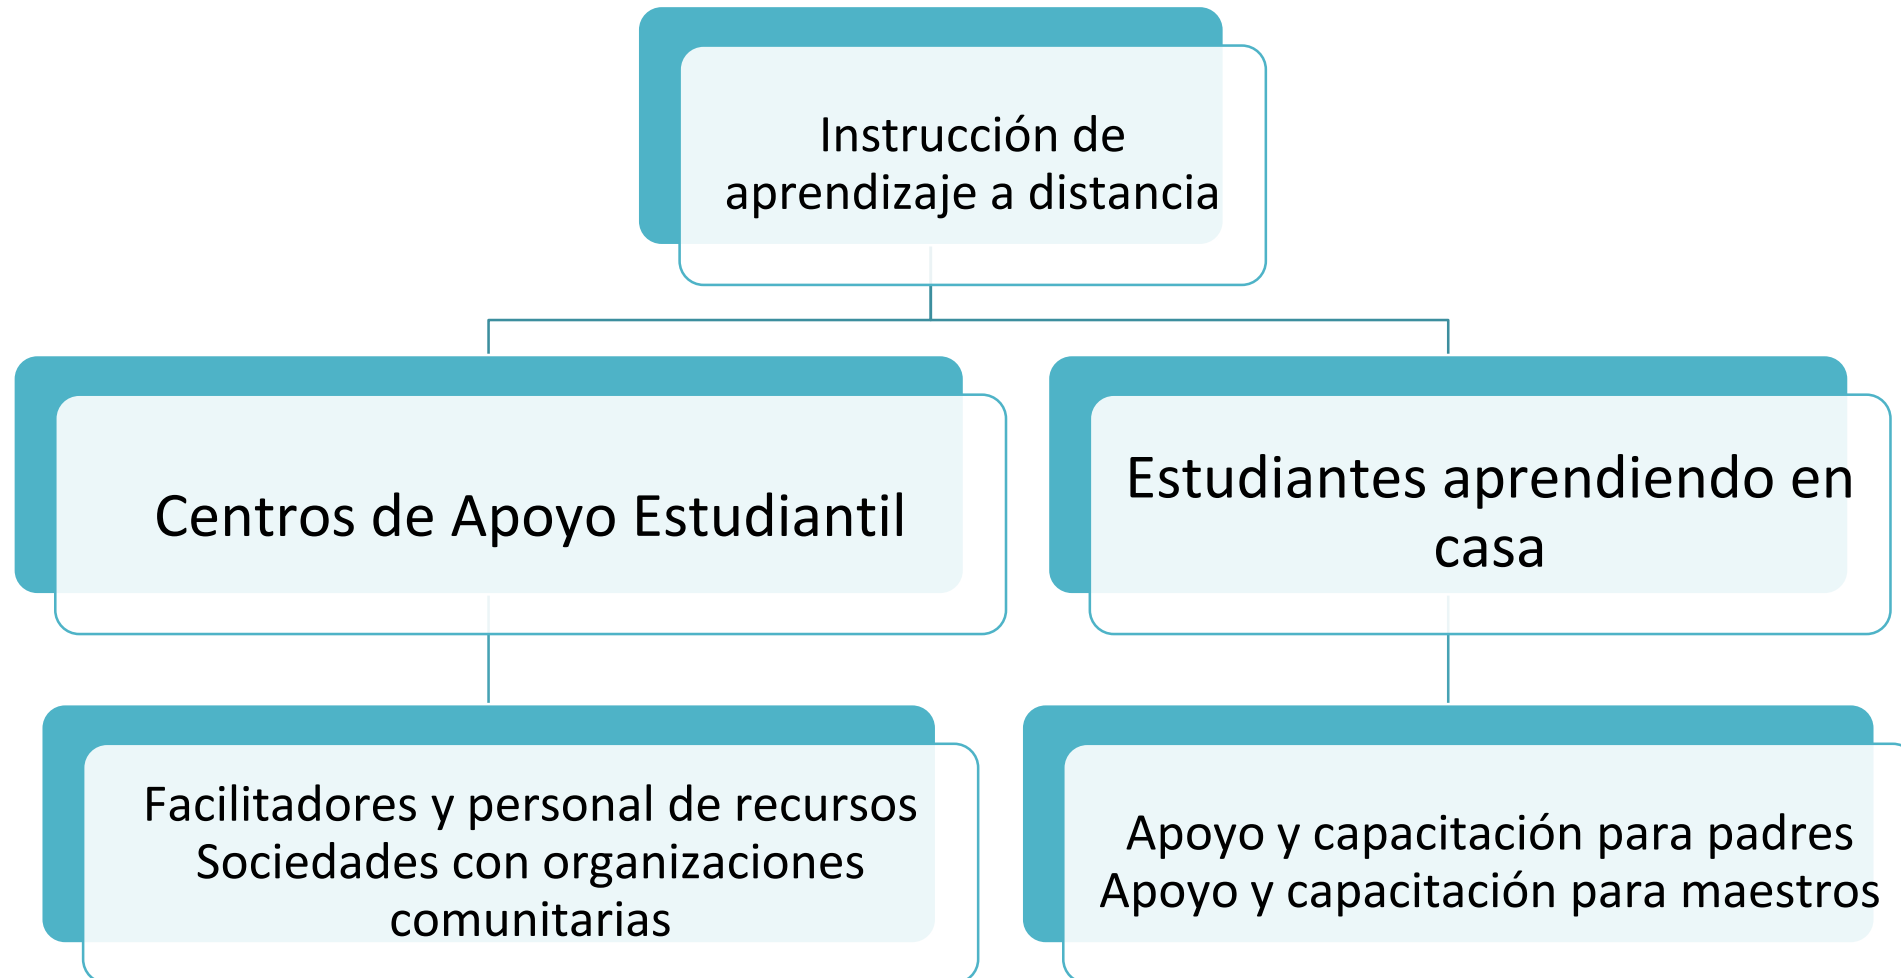 Instrucción de
aprendizaje a distancia
Centros de Apoyo Estudiantil
Estudiantes aprendiendo en
casa
Facilitadores y personal de recursos
Sociedades con organizaciones
comunitarias
Apoyo y capacitación para padres
Apoyo y capacitación para maestros